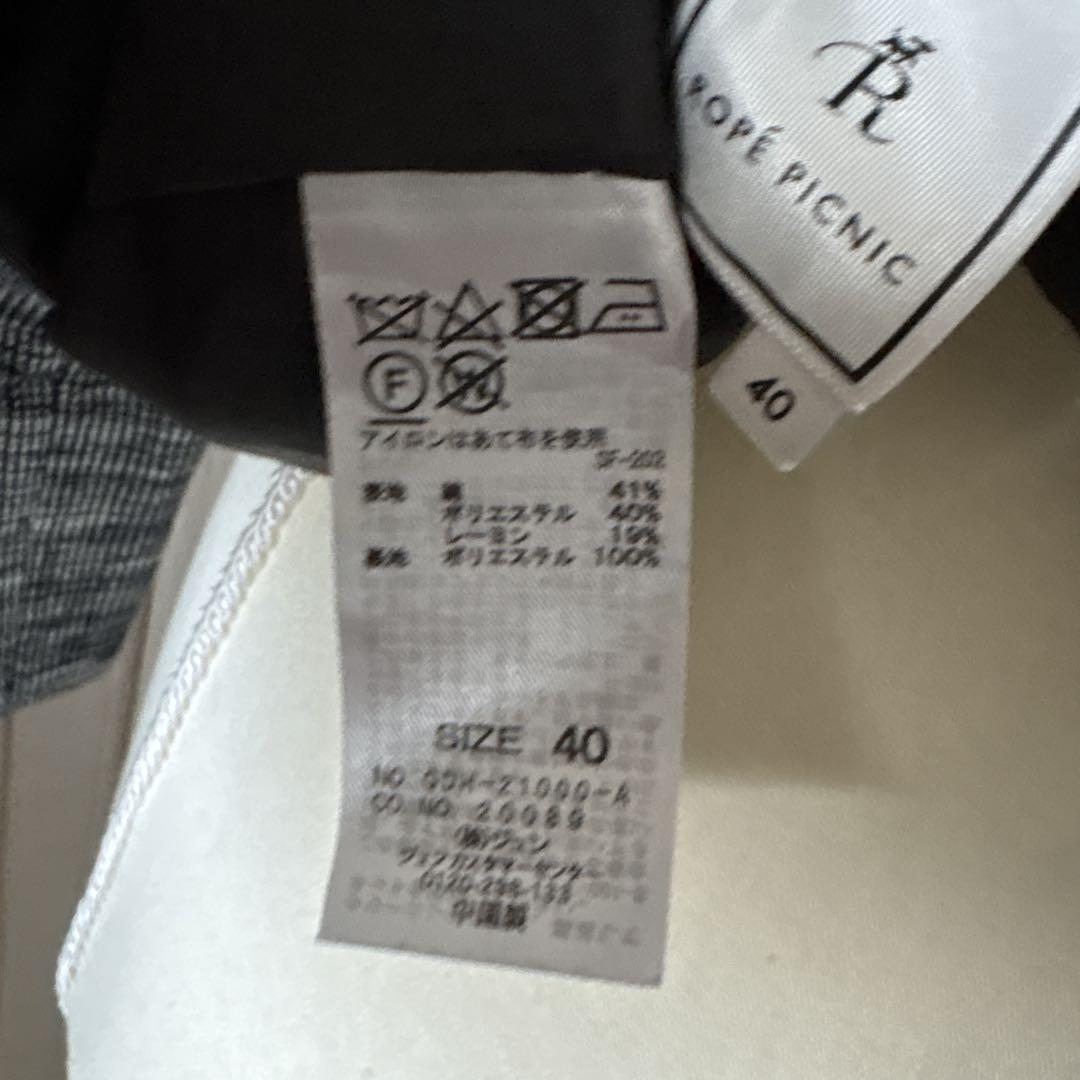 R
ROPÉ PICNIC
40
F
W
アイロンはあて布を使用
SF-202
表地 綿 41%
ポリエステル 40%
レーヨン 19%
裏地 ポリエステル 100%
SIZE 40
NO GDH-21000-A
CO NO 20089
(株)ジュン
ジュンカスタマーセンター
0120-298-133
中国製